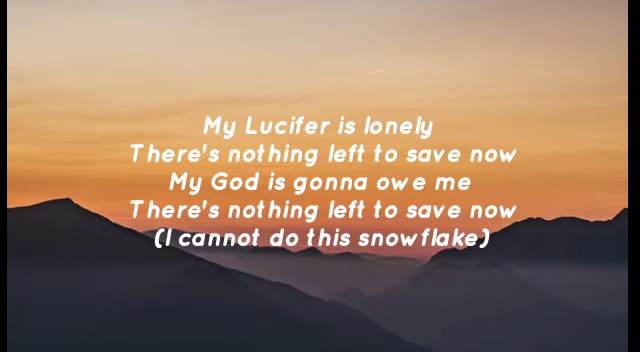 My Lucifer is lonely
There's nothing left to save now
My God is gonna owe me
There's nothing left to save now
(I cannot do this snowflake)